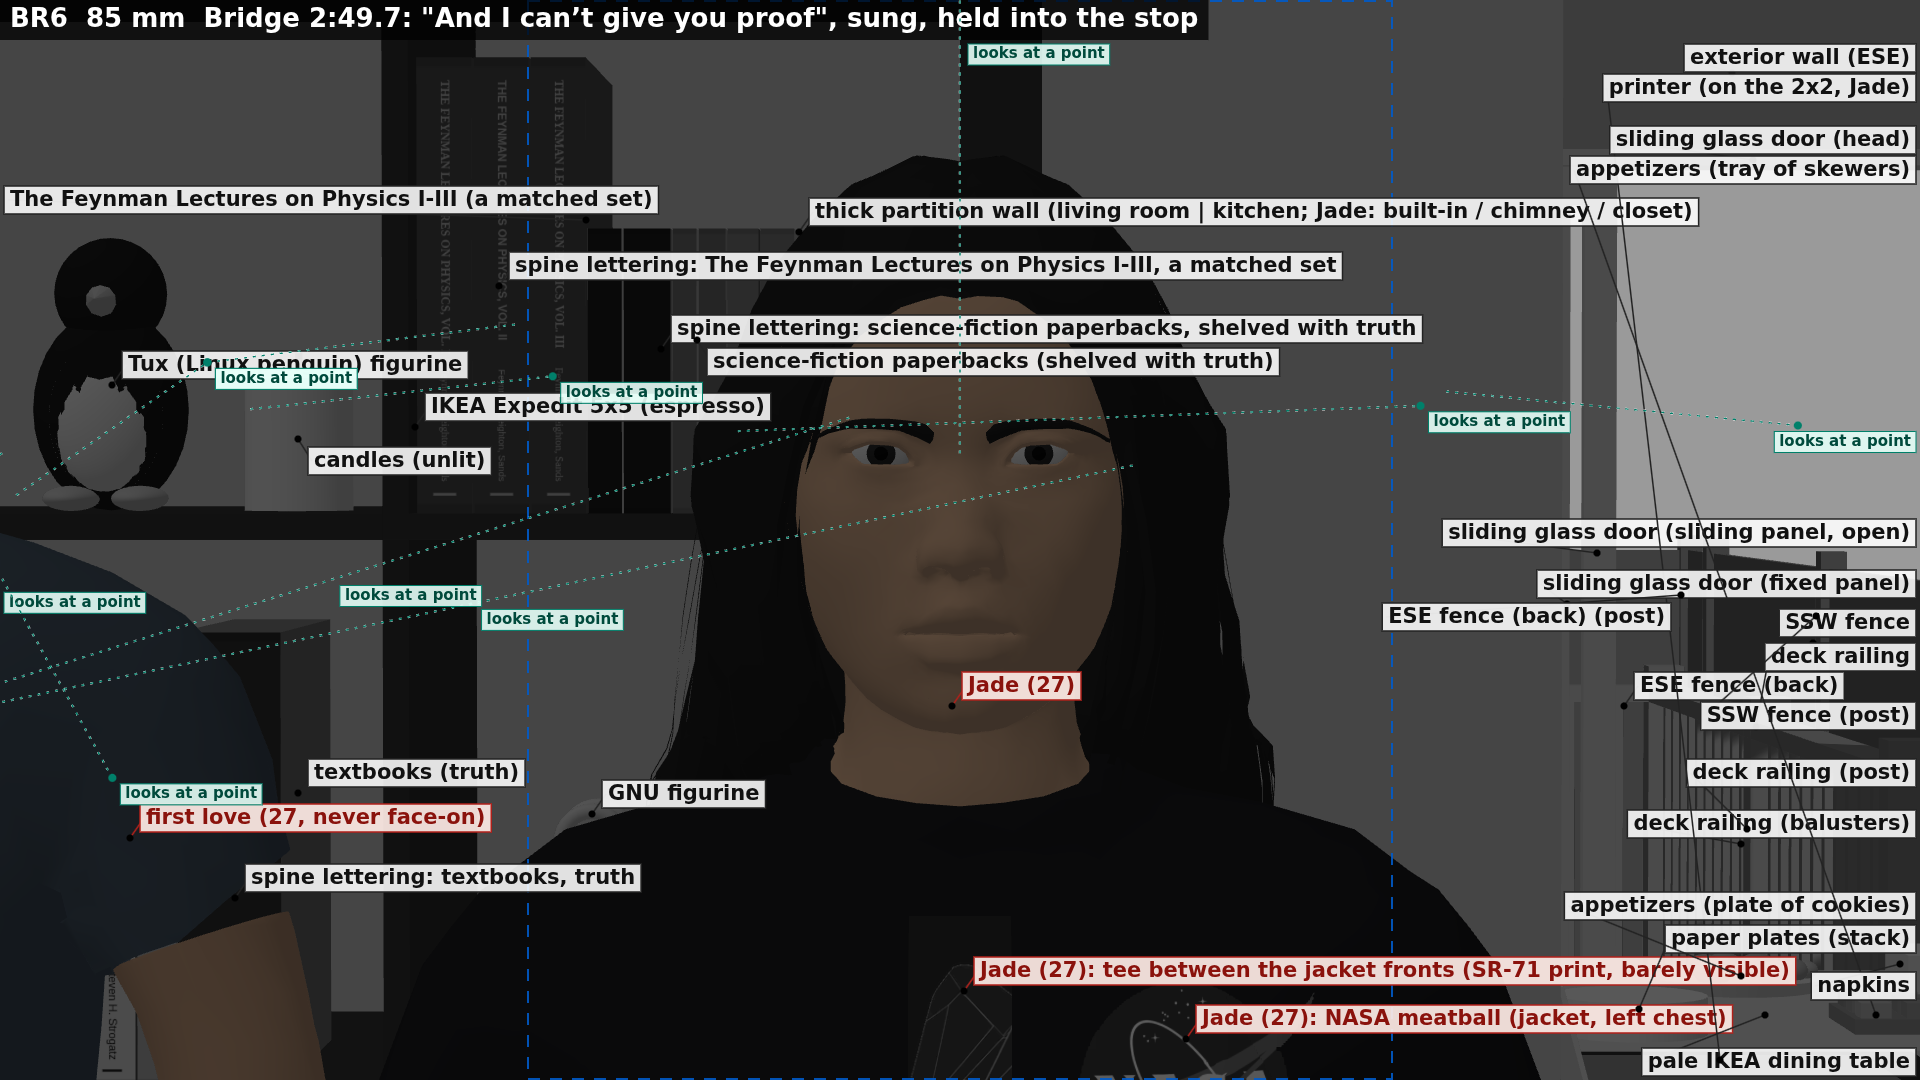 BR6  85 mm  Bridge 2:49.7: "And I can’t give you proof", sung, held into the stop
looks at a point
exterior wall (ESE)
printer (on the 2x2, Jade)
sliding glass door (head)
appetizers (tray of skewers)
The Feynman Lectures on Physics I-III (a matched set)
thick partition wall (living room | kitchen; Jade: built-in / chimney / closet)
spine lettering: The Feynman Lectures on Physics I-III, a matched set
spine lettering: science-fiction paperbacks, shelved with truth
science-fiction paperbacks (shelved with truth)
Tux (Linux penguin) figurine
looks at a point
looks at a point
IKEA Expedit 5x5 (espresso)
looks at a point
looks at a point
candles (unlit)
sliding glass door (sliding panel, open)
sliding glass door (fixed panel)
looks at a point
looks at a point
looks at a point
ESE fence (back) (post)
SSW fence
deck railing
Jade (27)
ESE fence (back)
SSW fence (post)
textbooks (truth)
deck railing (post)
looks at a point
GNU figurine
first love (27, never face-on)
deck railing (balusters)
spine lettering: textbooks, truth
appetizers (plate of cookies)
paper plates (stack)
Jade (27): tee between the jacket fronts (SR-71 print, barely visible)
napkins
Jade (27): NASA meatball (jacket, left chest)
pale IKEA dining table